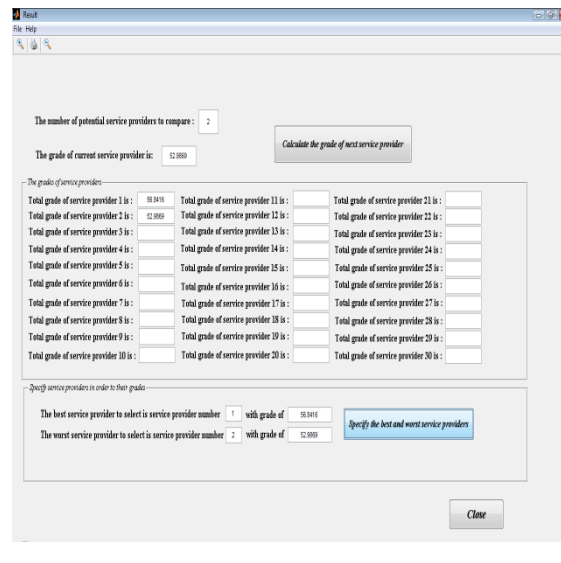 Result
File Help
The number of potential service providers to compare : 2
Calculate the grade of next service provider
The grade of current service provider is: 52.9869
The grades of service providers
Total grade of service provider 1 is : 56.8416 Total grade of service provider 11 is : Total grade of service provider 21 is :
Total grade of service provider 2 is : 52.9869 Total grade of service provider 12 is : Total grade of service provider 22 is :
Total grade of service provider 3 is : Total grade of service provider 13 is : Total grade of service provider 23 is :
Total grade of service provider 4 is : Total grade of service provider 14 is : Total grade of service provider 24 is :
Total grade of service provider 5 is : Total grade of service provider 15 is : Total grade of service provider 25 is :
Total grade of service provider 6 is : Total grade of service provider 16 is : Total grade of service provider 26 is :
Total grade of service provider 7 is : Total grade of service provider 17 is : Total grade of service provider 27 is :
Total grade of service provider 8 is : Total grade of service provider 18 is : Total grade of service provider 28 is :
Total grade of service provider 9 is : Total grade of service provider 19 is : Total grade of service provider 29 is :
Total grade of service provider 10 is : Total grade of service provider 20 is : Total grade of service provider 30 is :
Specify service providers in order to their grades
The best service provider to select is service provider number 1 with grade of 56.8416
The worst service provider to select is service provider number 2 with grade of 52.9869
Specify the best and worst service providers
Close